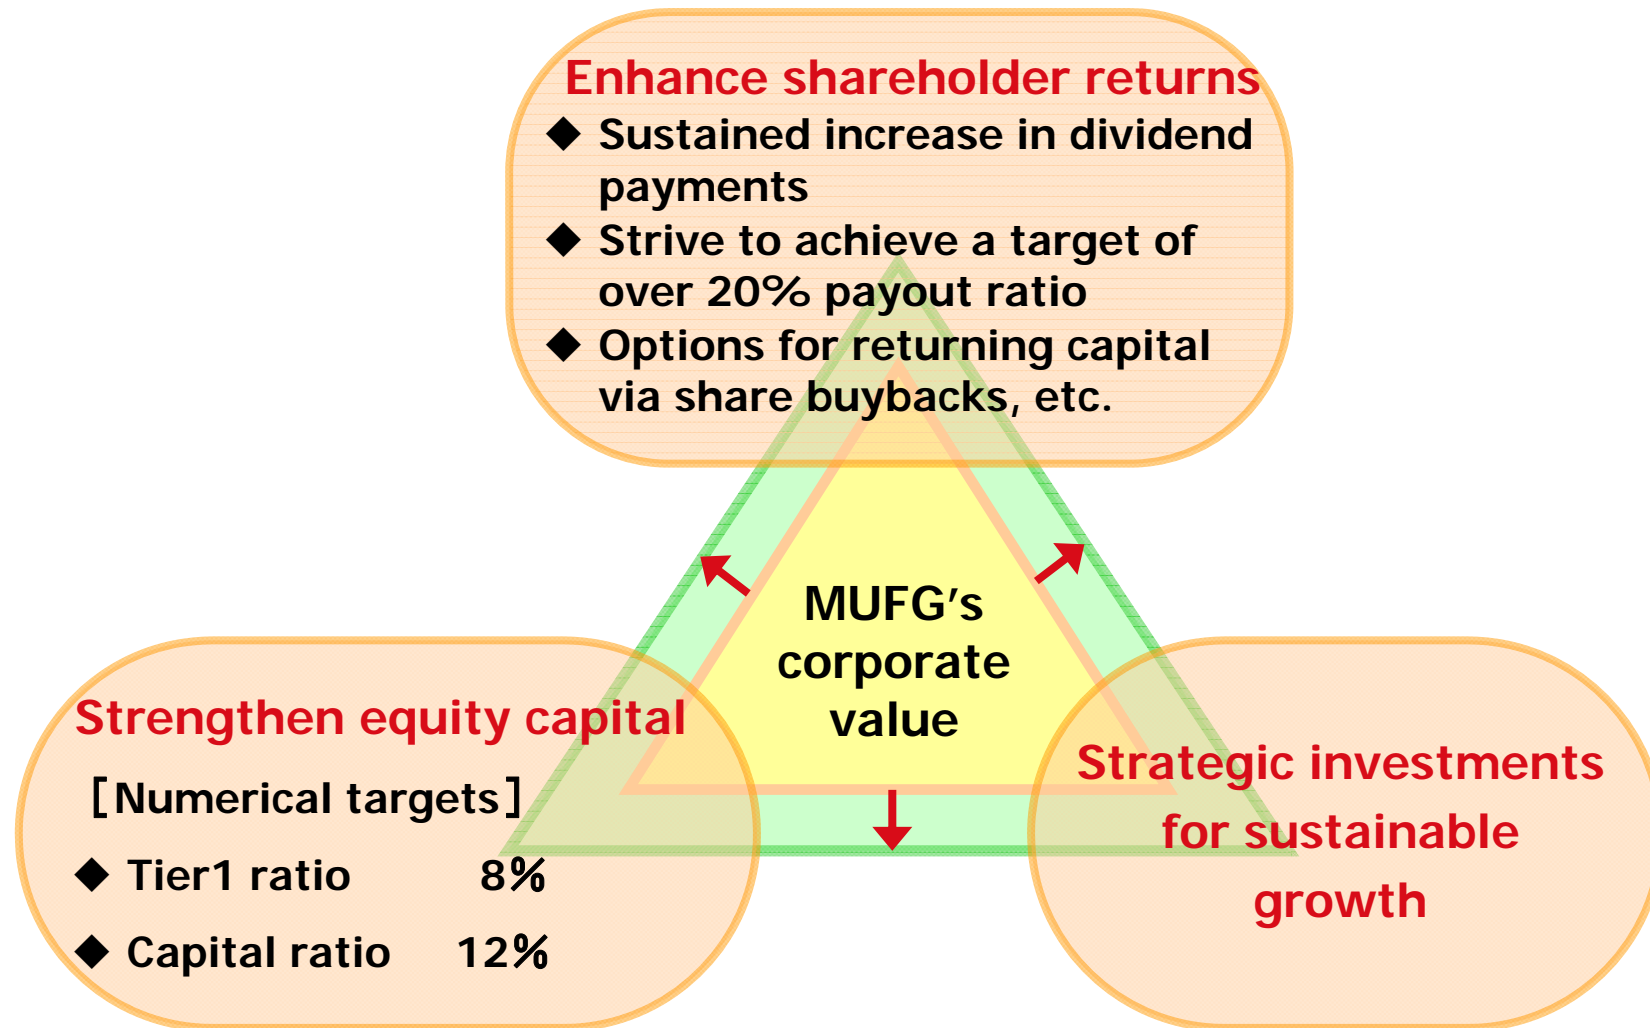 Enhance shareholder returns
◆ Sustained increase in dividend
payments
◆ Strive to achieve a target of
over 20% payout ratio
◆ Options for returning capital
via share buybacks, etc.
MUFG's
corporate
value
Strengthen equity capital
[Numerical targets]
◆ Tier1 ratio 8%
◆ Capital ratio 12%
Strategic investments
for sustainable
growth